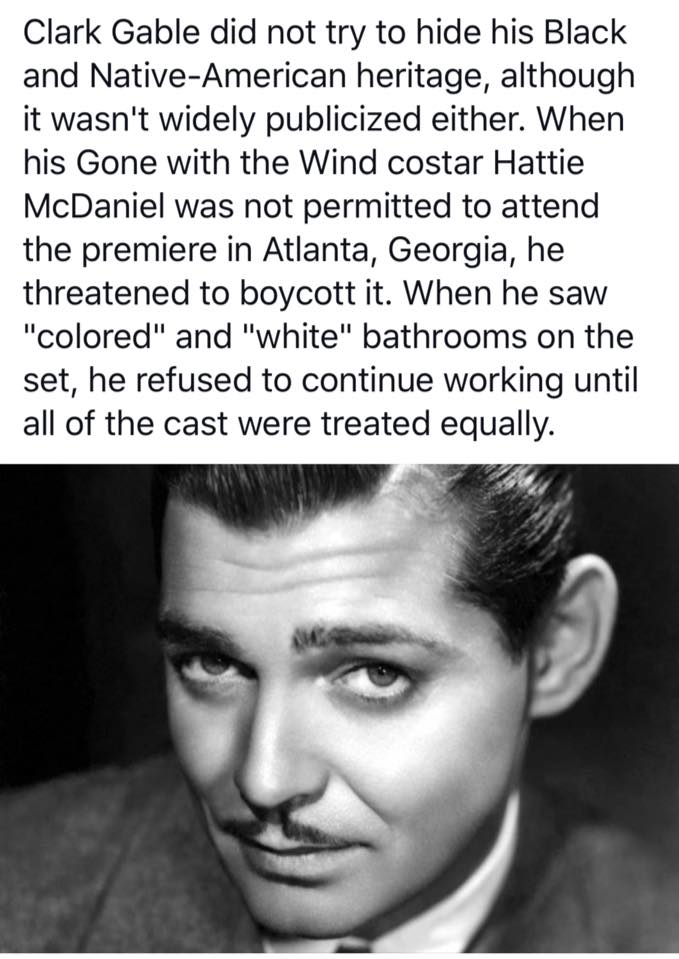 Clark Gable did not try to hide his Black
and Native-American heritage, although
it wasn't widely publicized either. When
his Gone with the Wind costar Hattie
McDaniel was not permitted to attend
the premiere in Atlanta, Georgia, he
threatened to boycott it. When he saw
"colored" and "white" bathrooms on the
set, he refused to continue working until
all of the cast were treated equally.